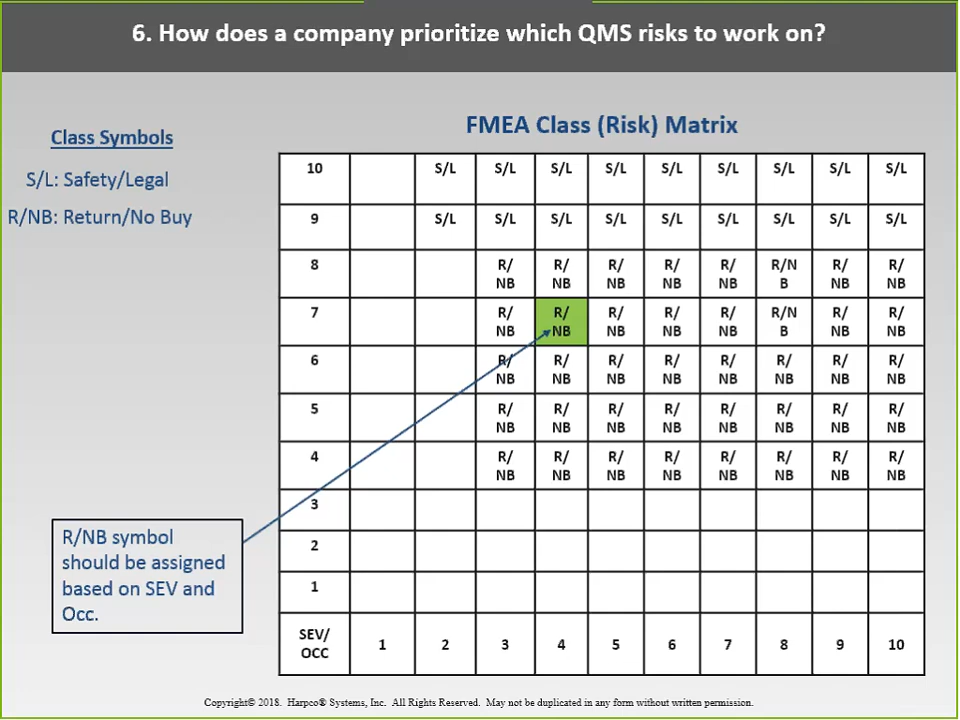 6. How does a company prioritize which QMS risks to work on?
Class Symbols
S/L: Safety/Legal
R/NB: Return/No Buy
FMEA Class (Risk) Matrix
10 S/L S/L S/L S/L S/L S/L S/L S/L S/L
9 S/L S/L S/L S/L S/L S/L S/L S/L S/L
8 R/ R/ R/ R/ R/ R/N R/ R/
NB NB NB NB NB B NB NB
7 R/ R/ R/ R/ R/ R/N R/ R/
NB NB NB NB NB B NB NB
6 R/ R/ R/ R/ R/ R/ R/ R/
NB NB NB NB NB NB NB NB
5 R/ R/ R/ R/ R/ R/ R/ R/
NB NB NB NB NB NB NB NB
4 R/ R/ R/ R/ R/ R/ R/ R/
NB NB NB NB NB NB NB NB
3
2
1
SEV/
OCC 1 2 3 4 5 6 7 8 9 10
R/NB symbol
should be assigned
based on SEV and
Occ.
Copyright© 2018. Harpco® Systems, Inc. All Rights Reserved. May not be duplicated in any form without written permission.